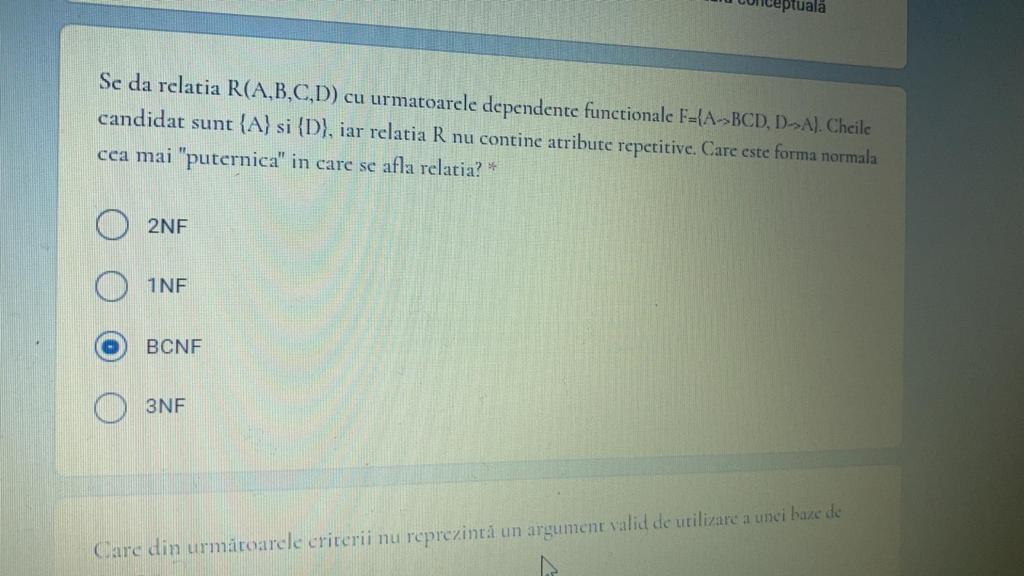 conceptuală
Se da relatia R(A,B,C,D) cu urmatoarele dependente functionale F={A->BCD, D->A}. Cheile
candidat sunt {A} si {D}, iar relatia R nu contine atribute repetitive. Care este forma normala
cea mai "puternica" in care se afla relatia? *
2NF
1NF
BCNF
3NF
Care din următoarele criterii nu reprezintă un argument valid de utilizare a unei baze de